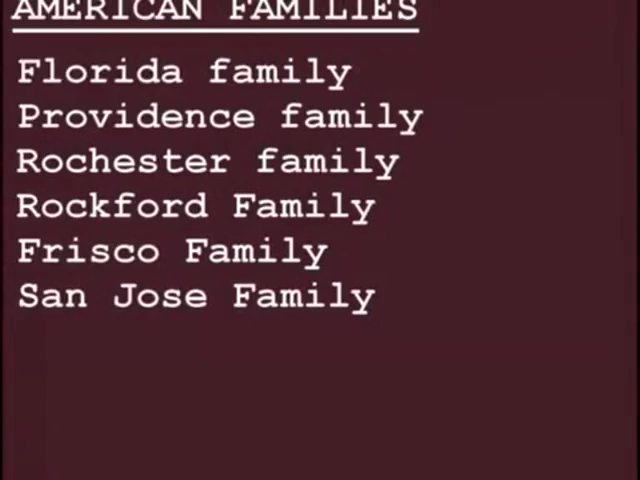 AMERICAN FAMILIES
Florida family
Providence family
Rochester family
Rockford Family
Frisco Family
San Jose Family